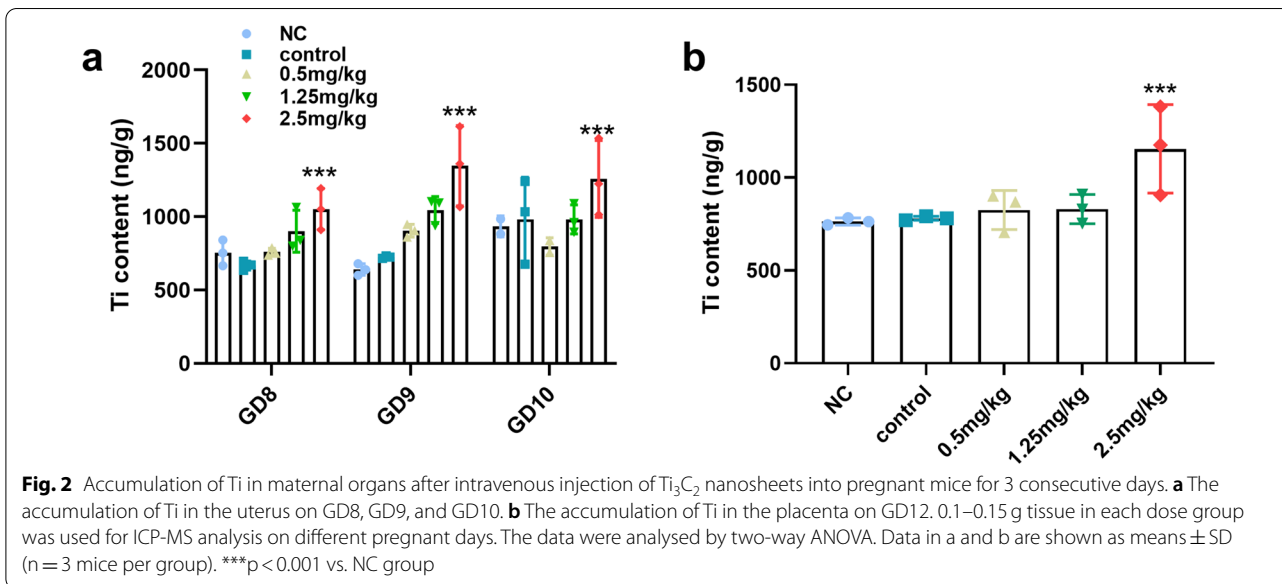 a
NC
control
0.5mg/kg
1.25mg/kg
2.5mg/kg
Ti content (ng/g)
2000
1500
1000
500
0
***
***
***
GD8
GD9
GD10
b
Ti content (ng/g)
1500
1000
500
0
***
NC
control
0.5mg/kg
1.25mg/kg
2.5mg/kg
Fig. 2 Accumulation of Ti in maternal organs after intravenous injection of Ti₃C₂ nanosheets into pregnant mice for 3 consecutive days. a The
accumulation of Ti in the uterus on GD8, GD9, and GD10. b The accumulation of Ti in the placenta on GD12. 0.1–0.15 g tissue in each dose group
was used for ICP-MS analysis on different pregnant days. The data were analysed by two-way ANOVA. Data in a and b are shown as means ± SD
(n = 3 mice per group). ***p < 0.001 vs. NC group